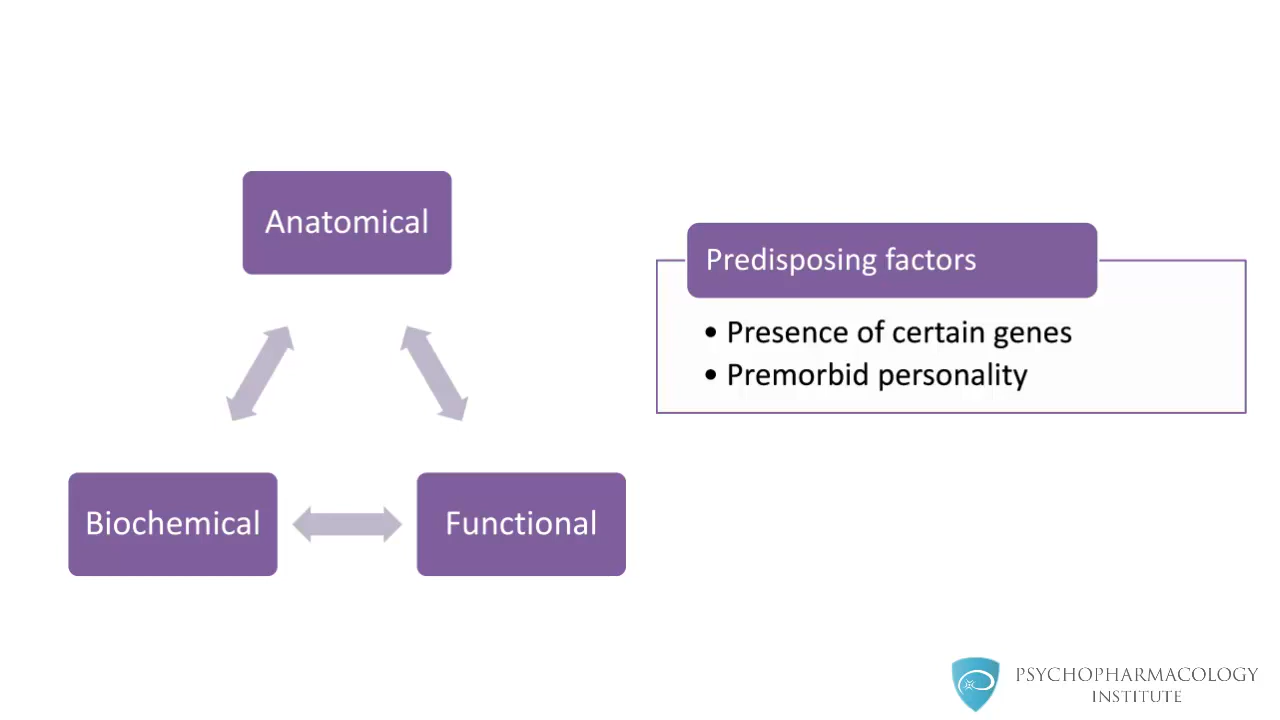 Anatomical
Biochemical
Functional
Predisposing factors
• Presence of certain genes
• Premorbid personality
PSYCHOPHARMACOLOGY
INSTITUTE